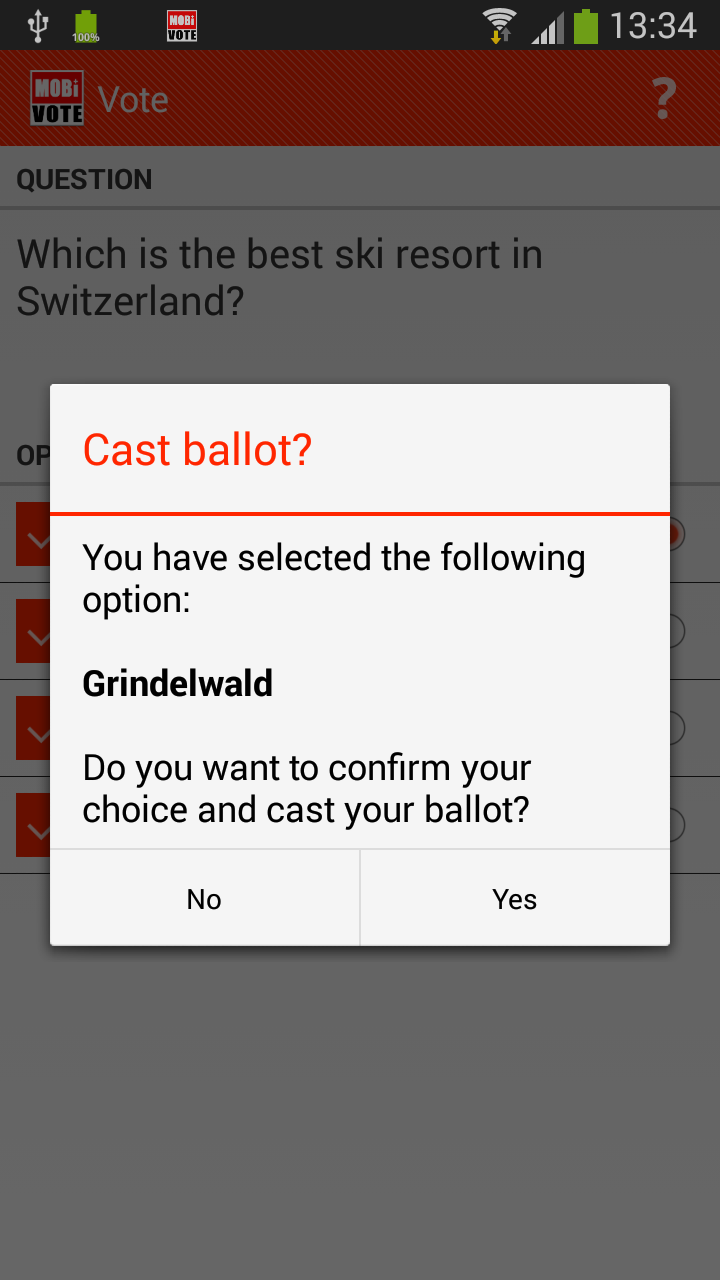 100%
MOBi
VOTE
13:34
MOBi
VOTE
Vote
?
QUESTION
Which is the best ski resort in
Switzerland?
OP
Cast ballot?
You have selected the following
option:
Grindelwald
Do you want to confirm your
choice and cast your ballot?
No
Yes